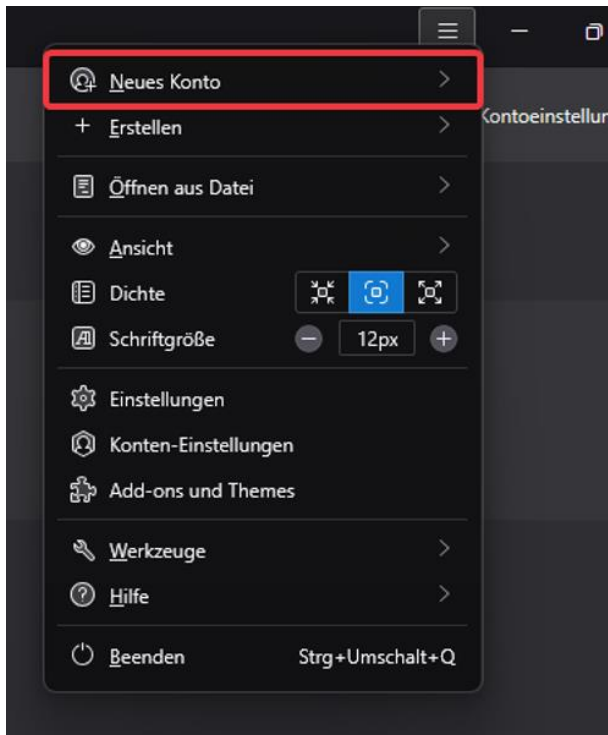 Neues Konto
Kontoeinstellun
Erstellen
Öffnen aus Datei
Ansicht
Dichte
Schriftgröße 12px
Einstellungen
Konten-Einstellungen
Add-ons und Themes
Werkzeuge
Hilfe
Beenden Strg+Umschalt+Q